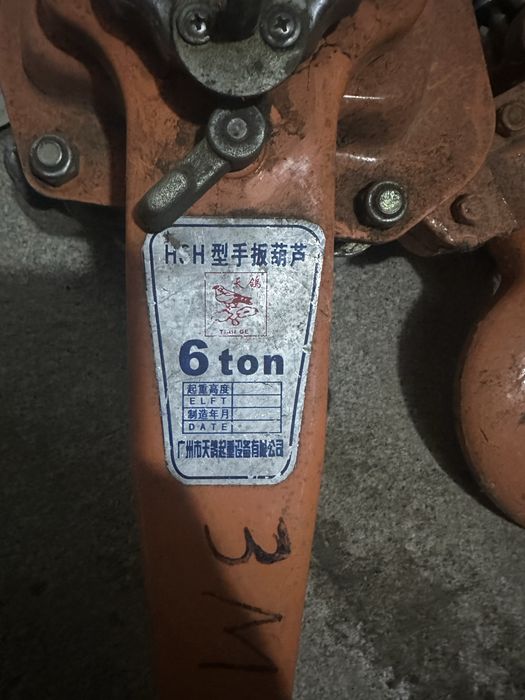 HSH型手扳葫芦
天鸽
TIAN GE
6 ton
起重高度
ELFT
制造年月
DATE
广州市天鸽起重设备有限公司
3M